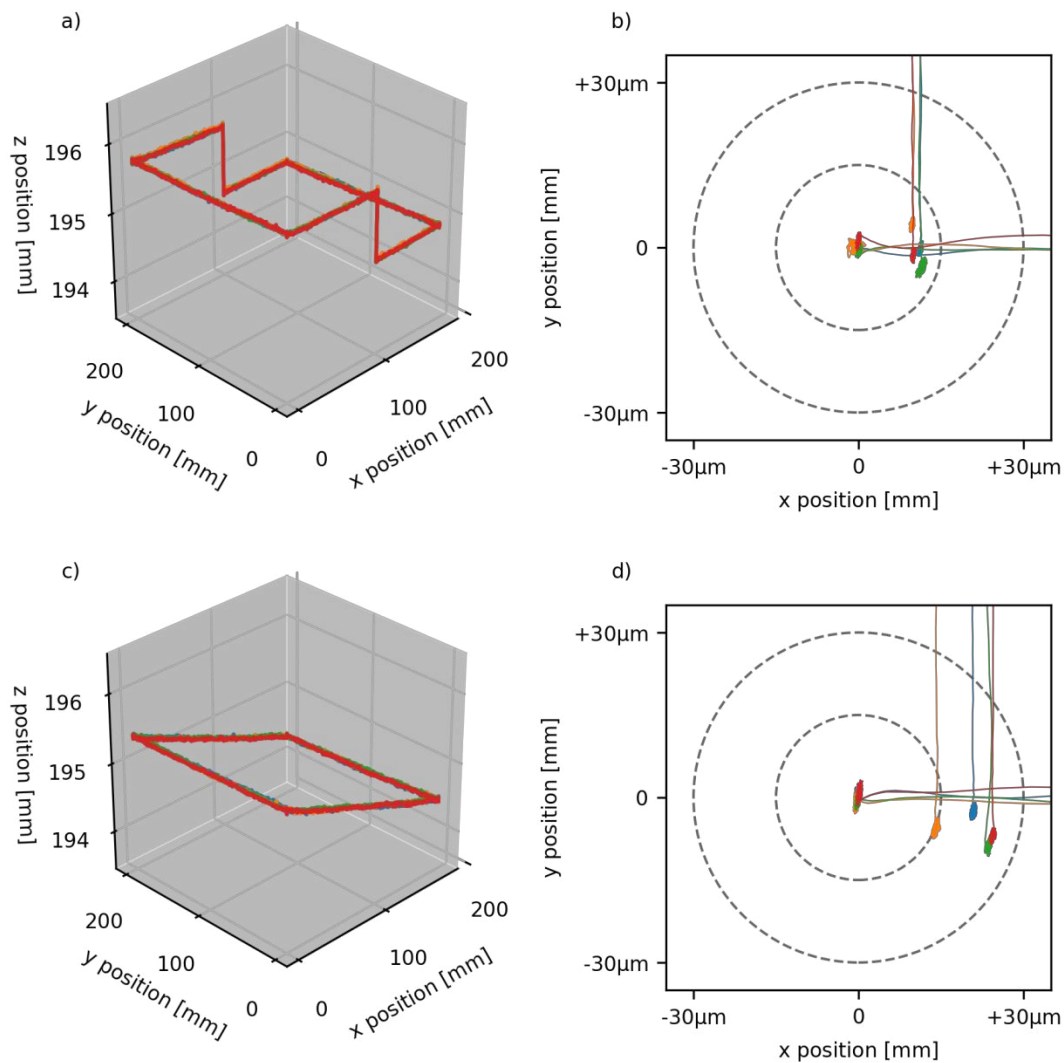 a)
z position [mm]
196
195
194
200
100
0
y position [mm]
0
100
200
x position [mm]
b)
+30µm
0
-30µm
y position [mm]
-30µm
0
+30µm
x position [mm]
c)
z position [mm]
196
195
194
200
100
0
y position [mm]
0
100
200
x position [mm]
d)
+30µm
0
-30µm
y position [mm]
-30µm
0
+30µm
x position [mm]